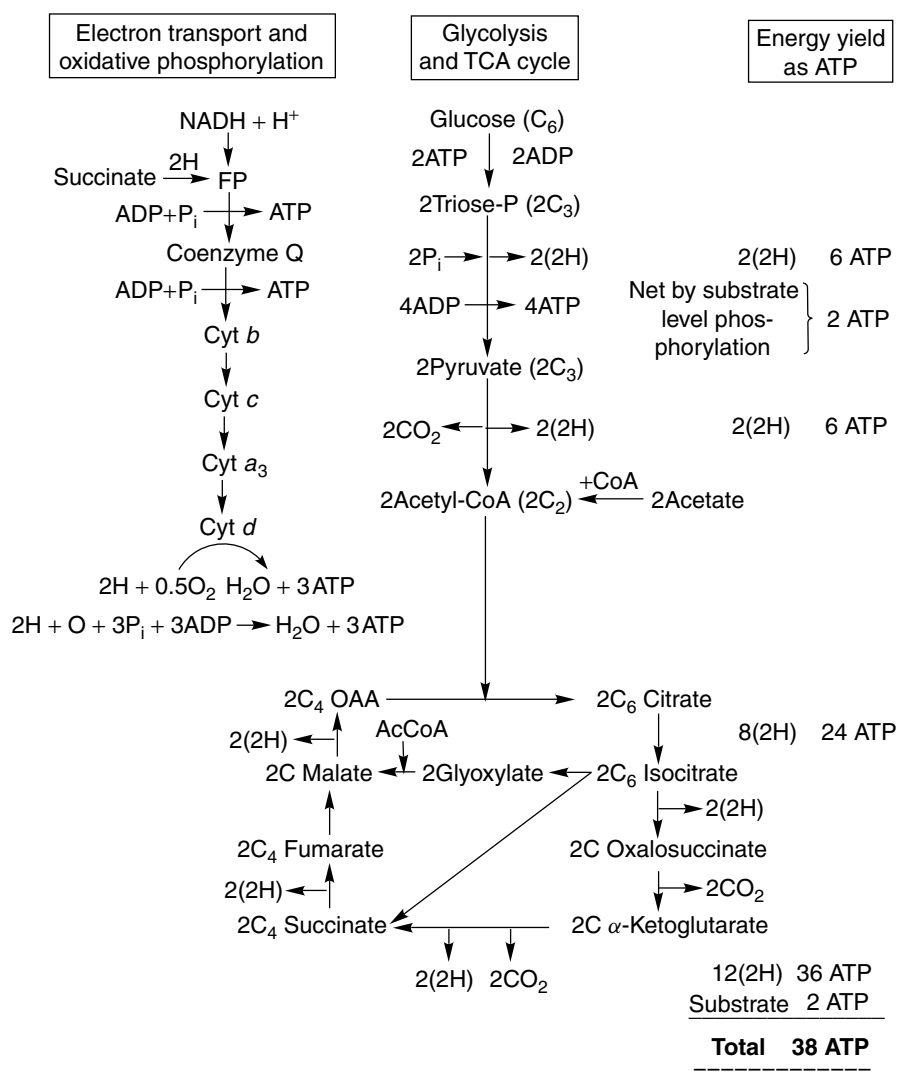 Electron transport and
oxidative phosphorylation
NADH + H⁺
2H
Succinate
FP
ADP+Pᵢ
ATP
Coenzyme Q
ADP+Pᵢ
ATP
Cyt b
Cyt c
Cyt a₃
Cyt d
2H + 0.5O₂ H₂O + 3ATP
2H + O + 3Pᵢ + 3ADP → H₂O + 3ATP
Glycolysis
and TCA cycle
Glucose (C₆)
2ATP 2ADP
2Triose-P (2C₃)
2Pᵢ 2(2H)
4ADP 4ATP
2Pyruvate (2C₃)
2CO₂ 2(2H)
+CoA
2Acetyl-CoA (2C₂) 2Acetate
2C₄ OAA 2C₆ Citrate
2(2H) AcCoA
2C Malate 2Glyoxylate 2C₆ Isocitrate
2(2H)
2C₄ Fumarate 2C Oxalosuccinate
2(2H) 2CO₂
2C₄ Succinate 2C α-Ketoglutarate
2(2H) 2CO₂
Energy yield
as ATP
2(2H) 6 ATP
Net by substrate
level phos-
phorylation
2 ATP
2(2H) 6 ATP
8(2H) 24 ATP
12(2H) 36 ATP
Substrate 2 ATP
Total 38 ATP